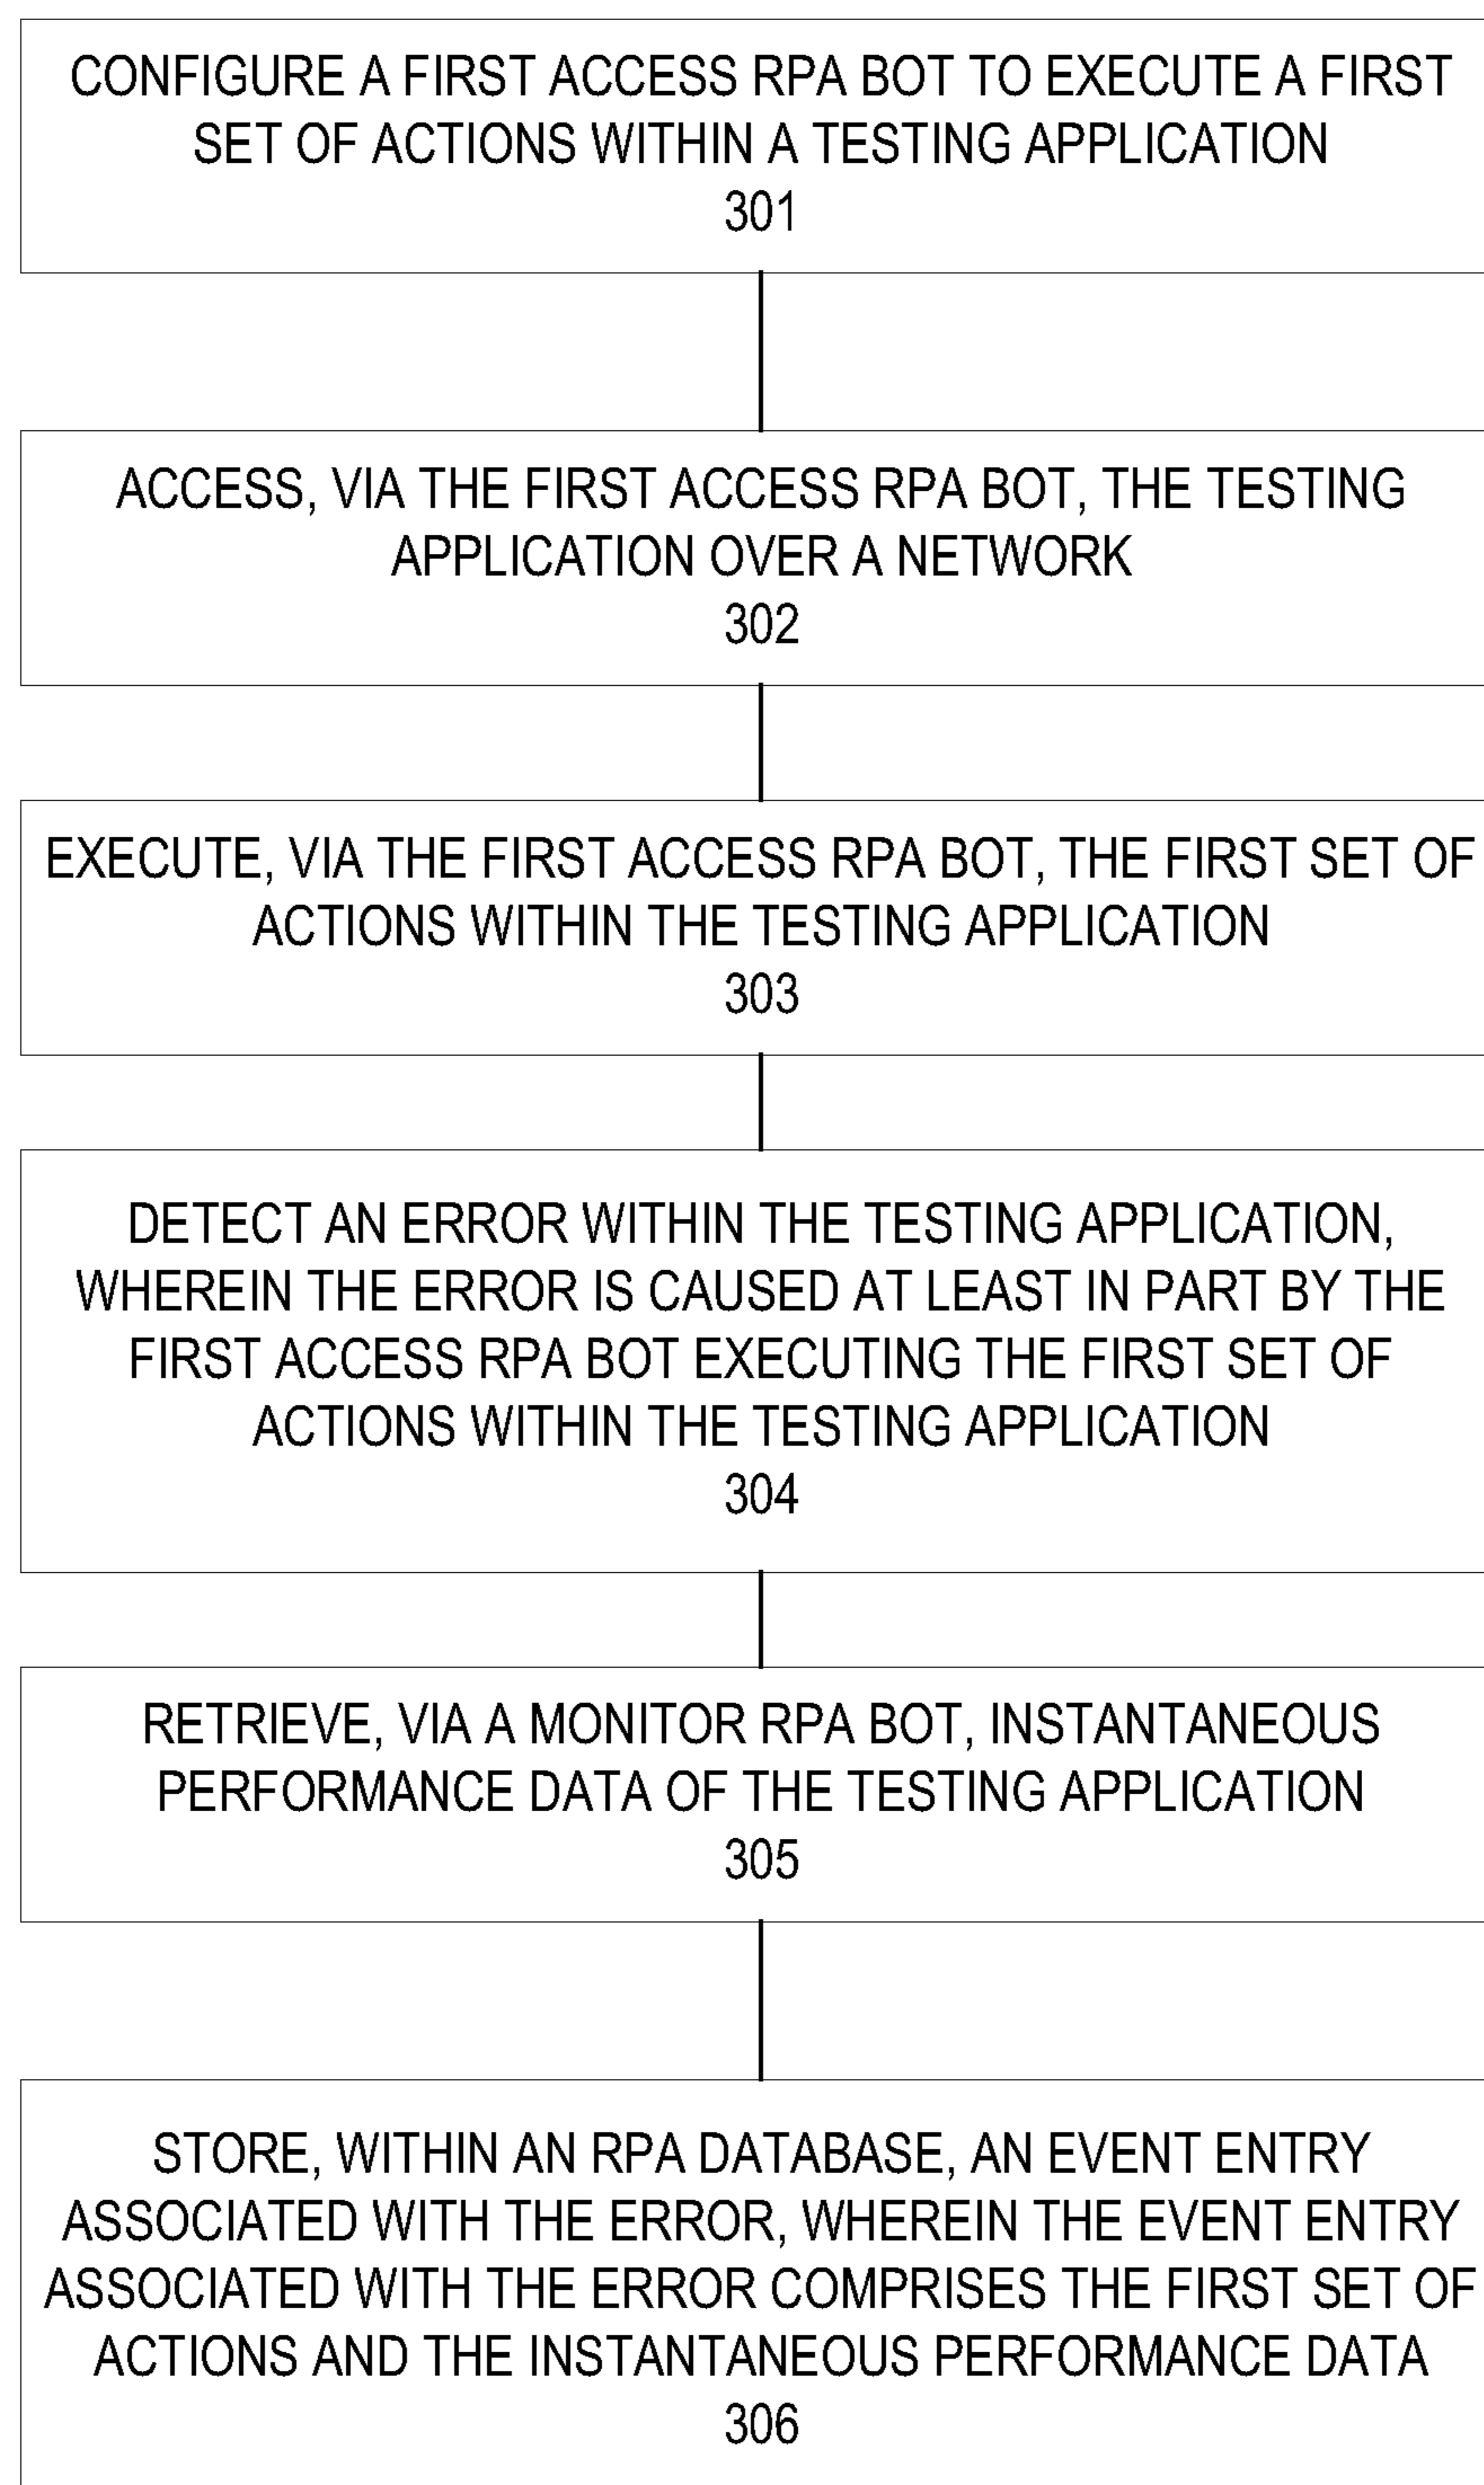 CONFIGURE A FIRST ACCESS RPA BOT TO EXECUTE A FIRST
SET OF ACTIONS WITHIN A TESTING APPLICATION
301
ACCESS, VIA THE FIRST ACCESS RPA BOT, THE TESTING
APPLICATION OVER A NETWORK
302
EXECUTE, VIA THE FIRST ACCESS RPA BOT, THE FIRST SET OF
ACTIONS WITHIN THE TESTING APPLICATION
303
DETECT AN ERROR WITHIN THE TESTING APPLICATION,
WHEREIN THE ERROR IS CAUSED AT LEAST IN PART BY THE
FIRST ACCESS RPA BOT EXECUTING THE FIRST SET OF
ACTIONS WITHIN THE TESTING APPLICATION
304
RETRIEVE, VIA A MONITOR RPA BOT, INSTANTANEOUS
PERFORMANCE DATA OF THE TESTING APPLICATION
305
STORE, WITHIN AN RPA DATABASE, AN EVENT ENTRY
ASSOCIATED WITH THE ERROR, WHEREIN THE EVENT ENTRY
ASSOCIATED WITH THE ERROR COMPRISES THE FIRST SET OF
ACTIONS AND THE INSTANTANEOUS PERFORMANCE DATA
306